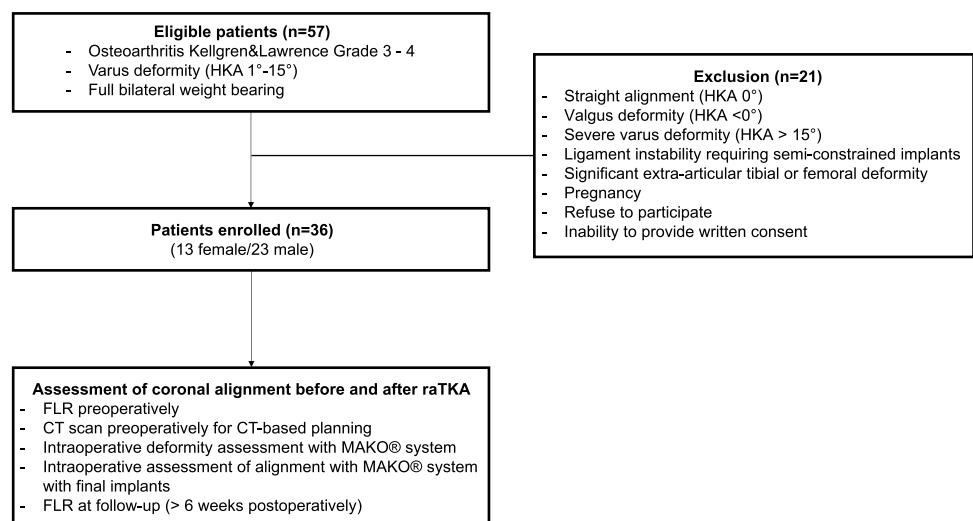 Eligible patients (n=57)
- Osteoarthritis Kellgren&Lawrence Grade 3 - 4
- Varus deformity (HKA 1°-15°)
- Full bilateral weight bearing
Exclusion (n=21)
- Straight alignment (HKA 0°)
- Valgus deformity (HKA <0°)
- Severe varus deformity (HKA > 15°)
- Ligament instability requiring semi-constrained implants
- Significant extra-articular tibial or femoral deformity
- Pregnancy
- Refuse to participate
- Inability to provide written consent
Patients enrolled (n=36)
(13 female/23 male)
Assessment of coronal alignment before and after raTKA
- FLR preoperatively
- CT scan preoperatively for CT-based planning
- Intraoperative deformity assessment with MAKO® system
- Intraoperative assessment of alignment with MAKO® system
with final implants
- FLR at follow-up (> 6 weeks postoperatively)